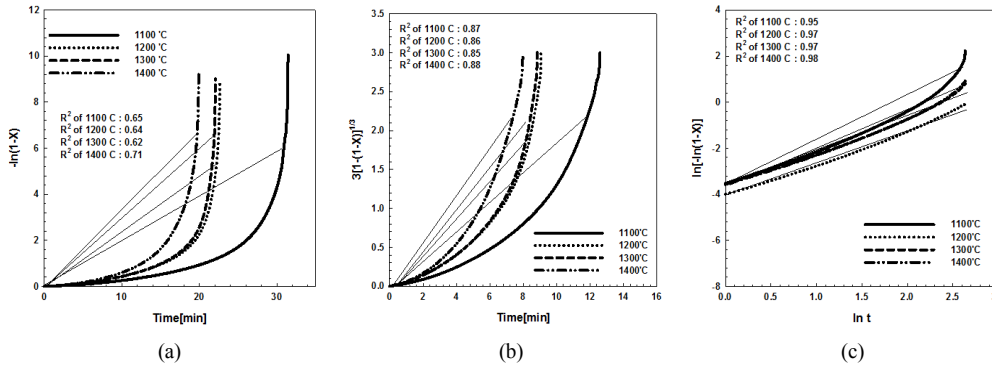 -ln(1-X)
10
8
6
4
2
0
1100 ℃
1200 ℃
1300 ℃
1400 ℃
R² of 1100 C : 0.65
R² of 1200 C : 0.64
R² of 1300 C : 0.62
R² of 1400 C : 0.71
0 10 20 30
Time[min]
(a)
3[1-(1-X)]^1/3
3.5
3.0
2.5
2.0
1.5
1.0
0.5
0.0
R² of 1100 C : 0.87
R² of 1200 C : 0.86
R² of 1300 C : 0.85
R² of 1400 C : 0.88
1100℃
1200℃
1300℃
1400℃
0 2 4 6 8 10 12 14 16
Time[min]
(b)
ln[-ln(1-X)]
4
2
0
-2
-4
-6
-8
R² of 1100 C : 0.95
R² of 1200 C : 0.97
R² of 1300 C : 0.97
R² of 1400 C : 0.98
1100℃
1200℃
1300℃
1400℃
0.0 0.5 1.0 1.5 2.0 2.5
ln t
(c)